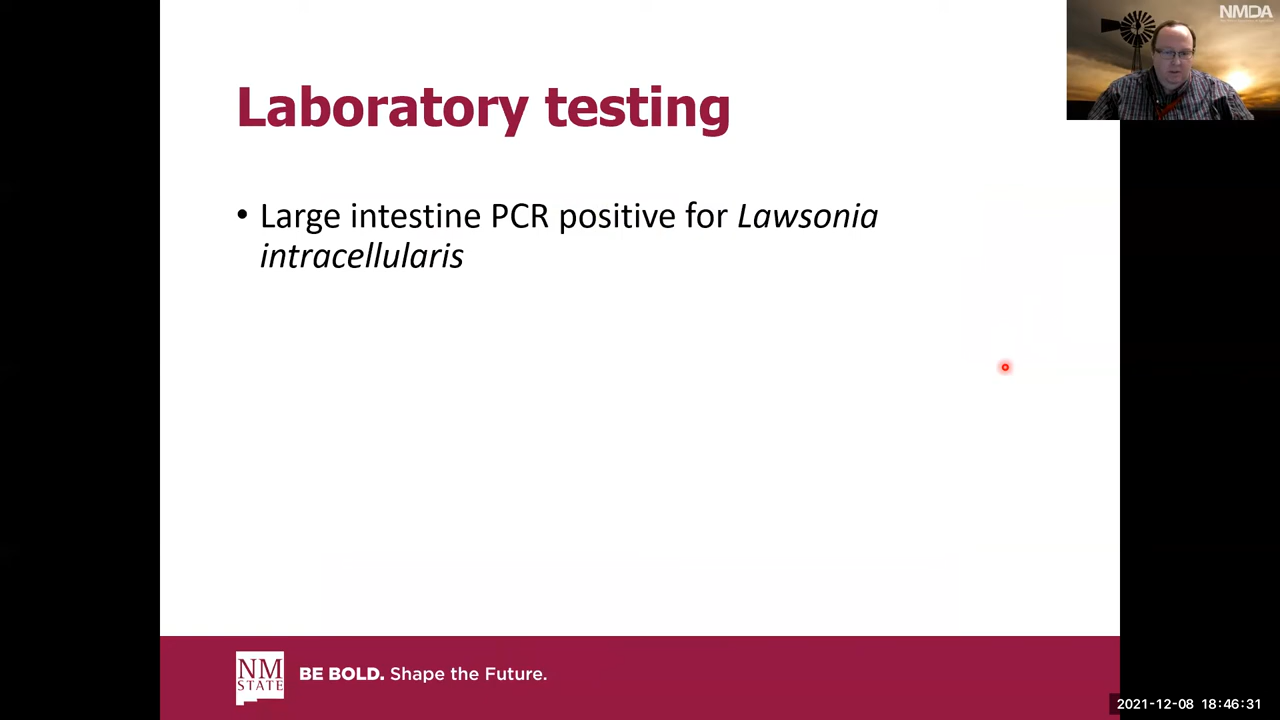 NMDA
Laboratory testing
• Large intestine PCR positive for Lawsonia
intracellularis
NM
STATE
BE BOLD. Shape the Future.
2021-12-08 18:46:31